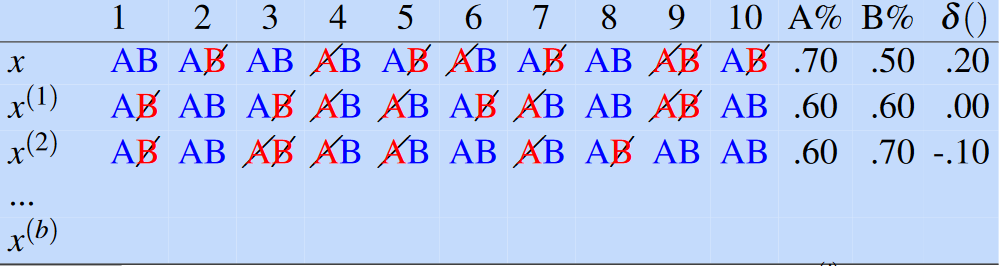 1 2 3 4 5 6 7 8 9 10 A% B% δ()
x AB AB AB AB AB AB AB AB AB AB .70 .50 .20
x(1) AB AB AB AB AB AB AB AB AB AB .60 .60 .00
x(2) AB AB AB AB AB AB AB AB AB AB .60 .70 -.10
...
x(b)